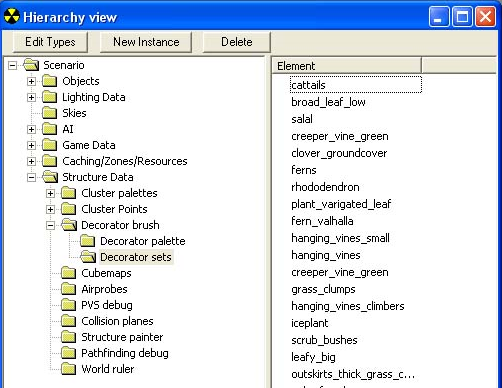 Hierarchy view
Edit Types New Instance Delete
Scenario
Objects
Lighting Data
Skies
AI
Game Data
Caching/Zones/Resources
Structure Data
Cluster palettes
Cluster Points
Decorator brush
Decorator palette
Decorator sets
Cubemaps
Airprobes
PVS debug
Collision planes
Structure painter
Pathfinding debug
World ruler
Element
cattails
broad_leaf_low
salal
creeper_vine_green
clover_groundcover
ferns
rhododendron
plant_varigated_leaf
fern_valhalla
hanging_vines_small
hanging_vines
creeper_vine_green
grass_clumps
hanging_vines_climbers
iceplant
scrub_bushes
leafy_big
outskirts_thick_grass_c...